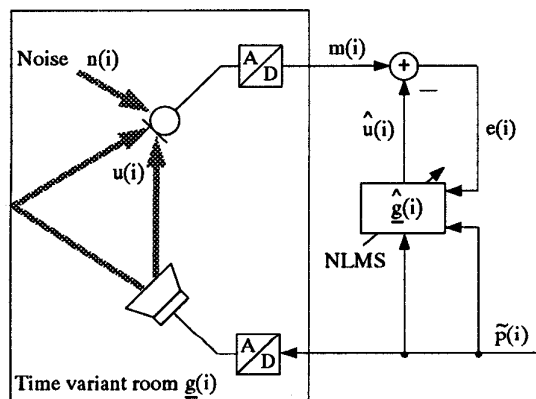 Noise n(i)
A
D
m(i)
+
−
û(i)
e(i)
u(i)
ĝ(i)
NLMS
A
D
p̃(i)
Time variant room g(i)